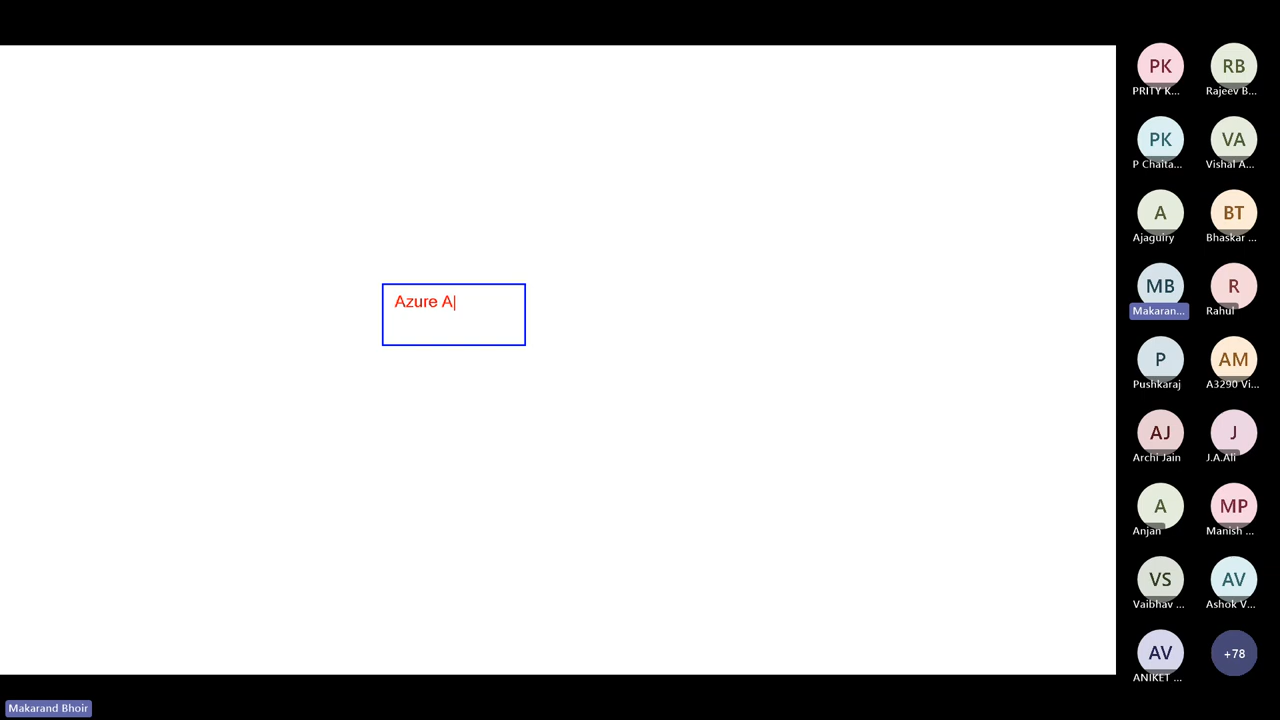 Azure A
PK
PRITY K...
RB
Rajeev B...
PK
P Chaita...
VA
Vishal A...
A
Ajaguiry
BT
Bhaskar ...
MB
Makaran...
R
Rahul
P
Pushkaraj
AM
A3290 Vi...
AJ
Archi Jain
J
J.A.Ali
A
Anjan
MP
Manish ...
VS
Vaibhav ...
AV
Ashok V...
AV
ANIKET ...
+78
Makarand Bhoir